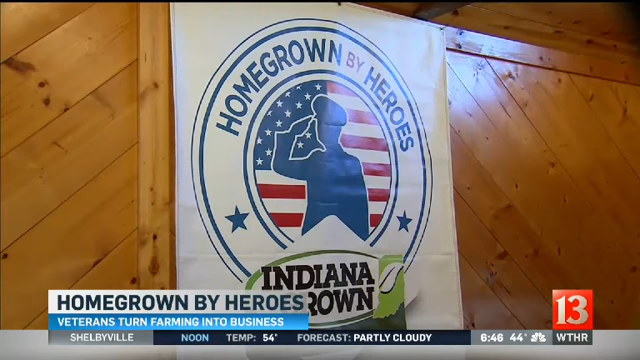 HOMEGROWN BY HEROES
INDIANA
GROWN
HOMEGROWN BY HEROES
VETERANS TURN FARMING INTO BUSINESS
13
SHELBYVILLE NOON TEMP: 54° FORECAST: PARTLY CLOUDY 6:46 44° NBC WTHR